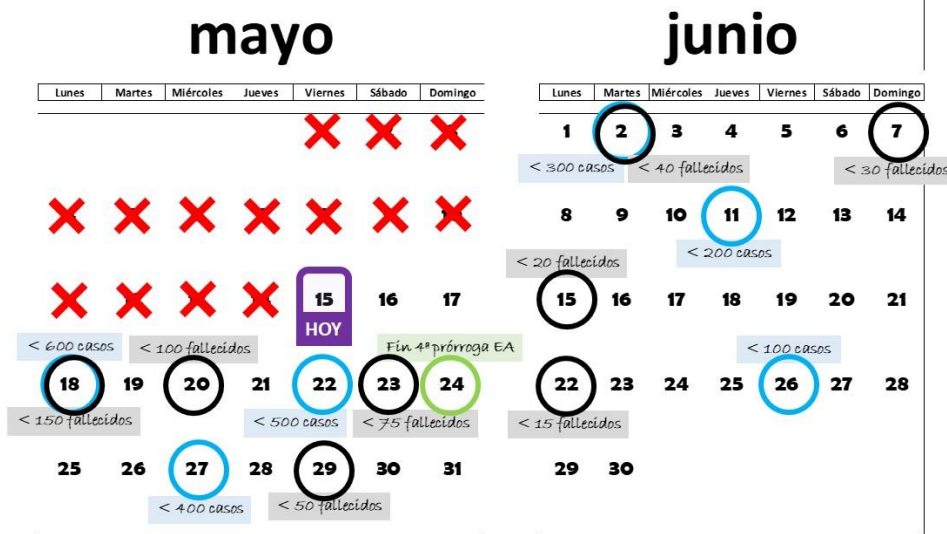 mayo
Lunes Martes Miércoles Jueves Viernes Sábado Domingo
15 16 17
HOY
< 600 casos < 100 fallecidos Fin 4ª prórroga EA
18 19 20 21 22 23 24
< 150 fallecidos < 500 casos < 75 fallecidos
25 26 27 28 29 30 31
< 400 casos < 50 fallecidos
junio
Lunes Martes Miércoles Jueves Viernes Sábado Domingo
1 2 3 4 5 6 7
< 300 casos < 40 fallecidos < 30 fallecidos
8 9 10 11 12 13 14
< 20 fallecidos < 200 casos
15 16 17 18 19 20 21
< 100 casos
22 23 24 25 26 27 28
< 15 fallecidos
29 30